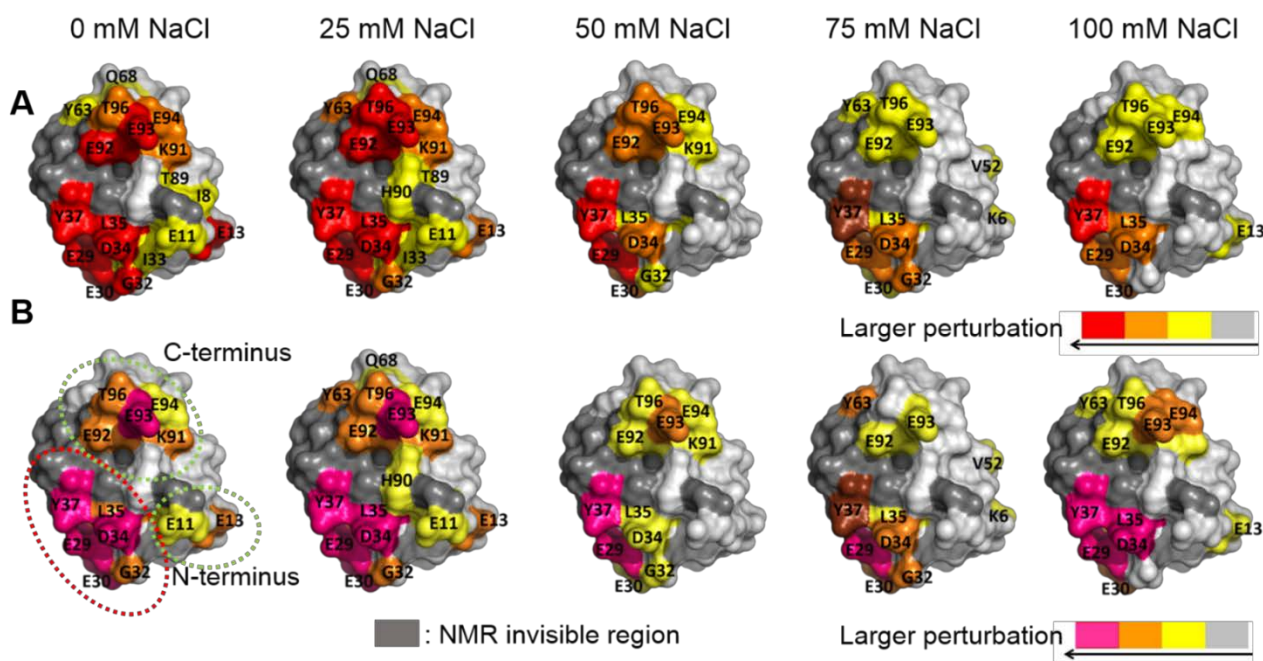 0 mM NaCl 25 mM NaCl 50 mM NaCl 75 mM NaCl 100 mM NaCl
A
Q68
Y63 T96 E94
E93
E92 K91
T89
I8
Y37 L35
E11 E13
D34
E29 I33
G32
E30
Q68
Y63 T96 E94
E93
E92 K91
T89
H90
Y37 L35
E11 E13
D34
E29 I33
G32
E30
T96 E94
E93
E92 K91
Y37 L35
D34
E29
G32
E30
Y63 T96
E93
E92
V52
Y37 L35 K6
D34
E29
G32
E30
T96 E94
E93
E92
Y37 L35
E13
D34
E29
E30
Larger perturbation
B
C-terminus
T96 E94
E93
E92 K91
Y37 L35
E11 E13
D34
E29
G32
E30
N-terminus
Q68
Y63 T96 E94
E93
E92 K91
H90
Y37 L35
E11 E13
D34
E29
G32
E30
T96 E94
E93
E92 K91
Y37 L35
D34
E29
G32
E30
Y63
E93
E92
V52
Y37 L35 K6
D34
E29
G32
E30
Y63 T96 E94
E93
E92
Y37 L35
E13
D34
E29
E30
: NMR invisible region
Larger perturbation